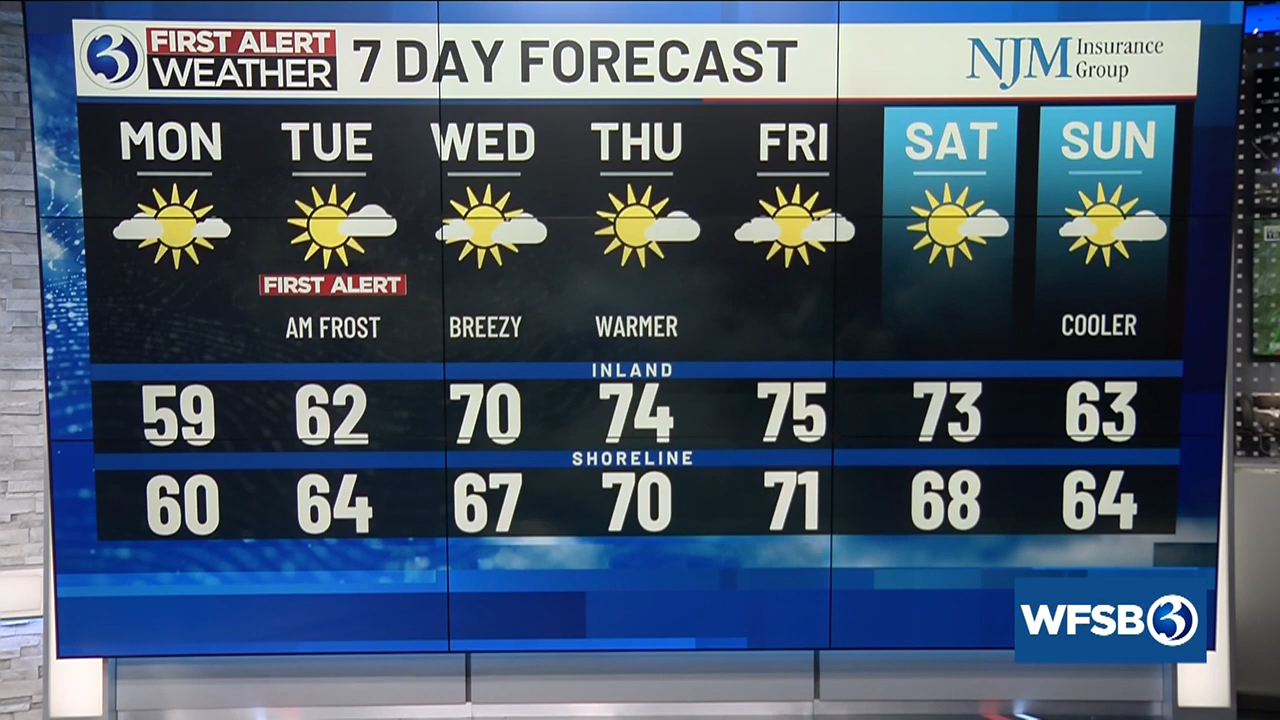 3 FIRST ALERT
WEATHER
7 DAY FORECAST
NJM Insurance
Group
MON TUE WED THU FRI SAT SUN
FIRST ALERT
AM FROST BREEZY WARMER COOLER
INLAND
59 62 70 74 75 73 63
SHORELINE
60 64 67 70 71 68 64
WFSB 3